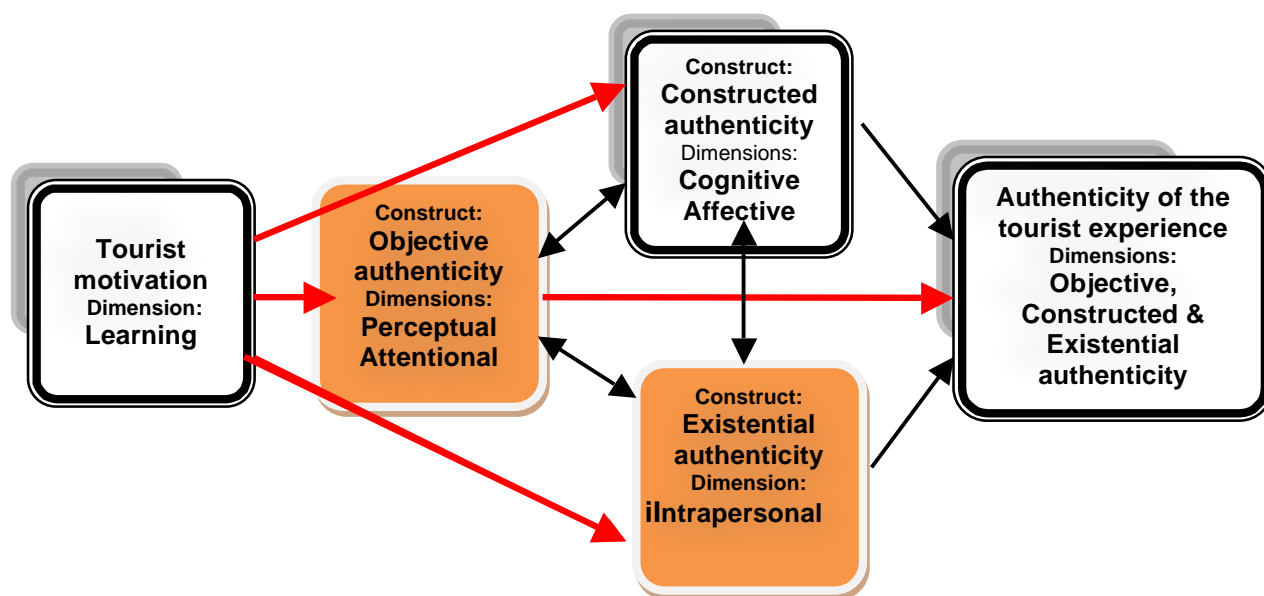 Tourist
motivation
Dimension:
Learning
Construct:
Objective
authenticity
Dimensions:
Perceptual
Attentional
Construct:
Constructed
authenticity
Dimensions:
Cognitive
Affective
Construct:
Existential
authenticity
Dimension:
iIntrapersonal
Authenticity of the
tourist experience
Dimensions:
Objective,
Constructed &
Existential
authenticity